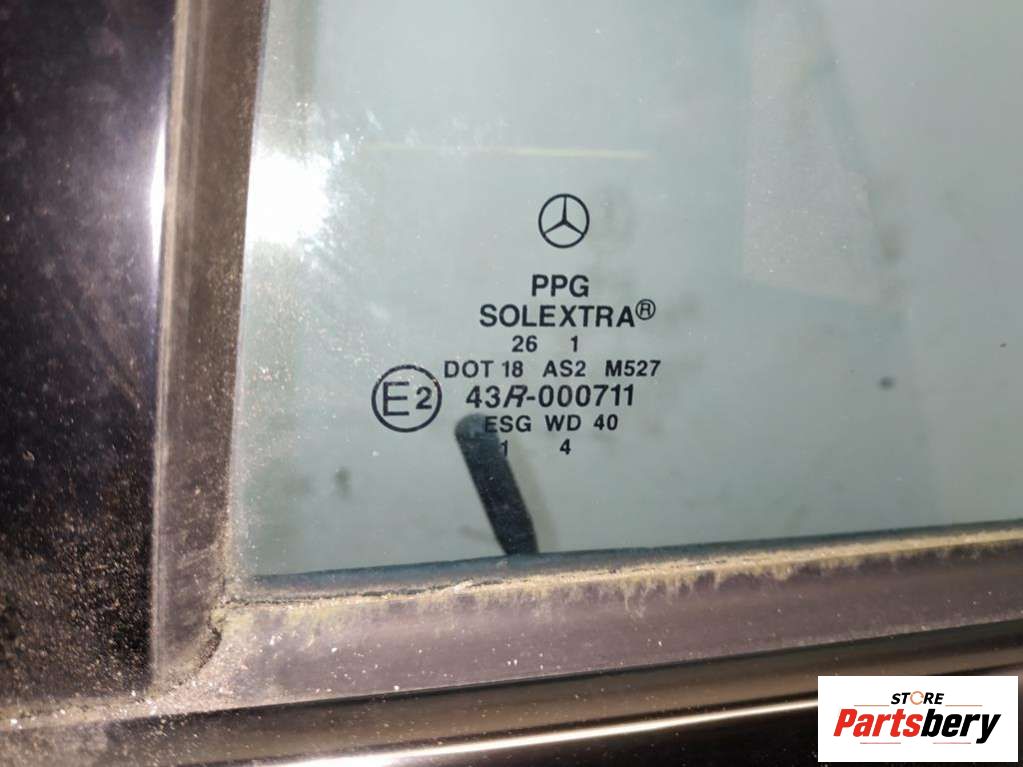 PPG
SOLEXTRA®
26 1
DOT 18 AS2 M527
E2 43R-000711
ESG WD 40
1 4
STORE
Partsbery